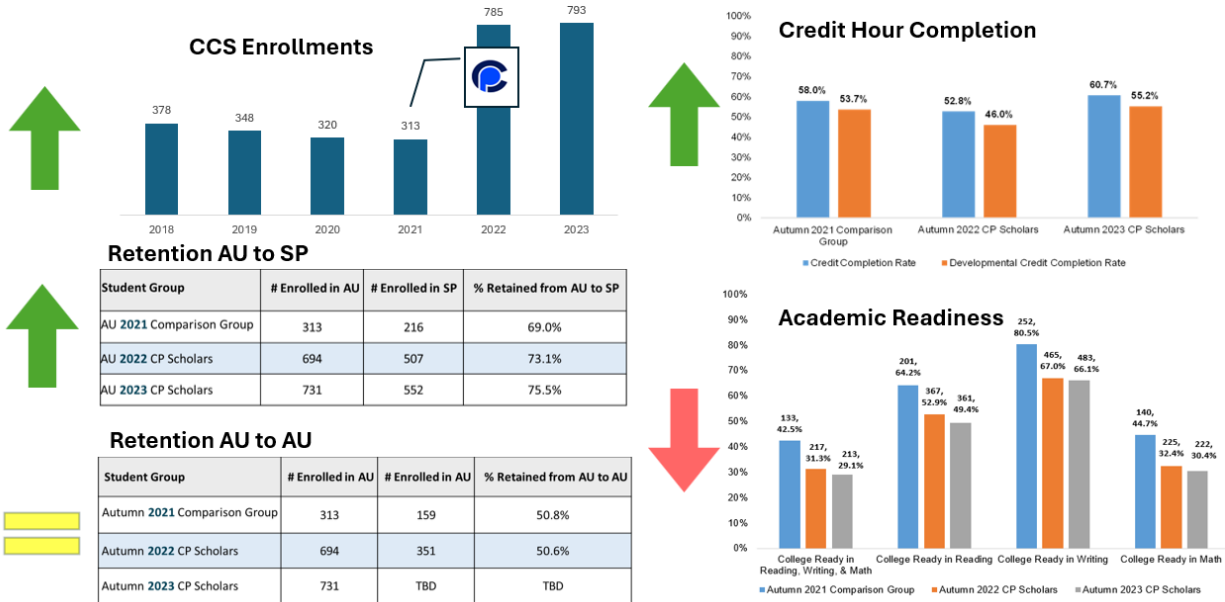 CCS Enrollments
378
348
320
313
785
793
2018
2019
2020
2021
2022
2023
Retention AU to SP
Student Group # Enrolled in AU # Enrolled in SP % Retained from AU to SP
AU 2021 Comparison Group 313 216 69.0%
AU 2022 CP Scholars 694 507 73.1%
AU 2023 CP Scholars 731 552 75.5%
Retention AU to AU
Student Group # Enrolled in AU # Enrolled in AU % Retained from AU to AU
Autumn 2021 Comparison Group 313 159 50.8%
Autumn 2022 CP Scholars 694 351 50.6%
Autumn 2023 CP Scholars 731 TBD TBD
Credit Hour Completion
100%
90%
80%
70%
60%
50%
40%
30%
20%
10%
0%
58.0%
53.7%
52.8%
46.0%
60.7%
55.2%
Autumn 2021 Comparison
Group
Autumn 2022 CP Scholars
Autumn 2023 CP Scholars
Credit Completion Rate
Developmental Credit Completion Rate
Academic Readiness
100%
90%
80%
70%
60%
50%
40%
30%
20%
10%
0%
133,
42.5%
217,
31.3%
213,
29.1%
201,
64.2%
367,
52.9%
361,
49.4%
252,
80.5%
465,
67.0%
483,
66.1%
140,
44.7%
225,
32.4%
222,
30.4%
College Ready in
Reading, Writing, & Math
College Ready in Reading
College Ready in Writing
College Ready in Math
Autumn 2021 Comparison Group
Autumn 2022 CP Scholars
Autumn 2023 CP Scholars